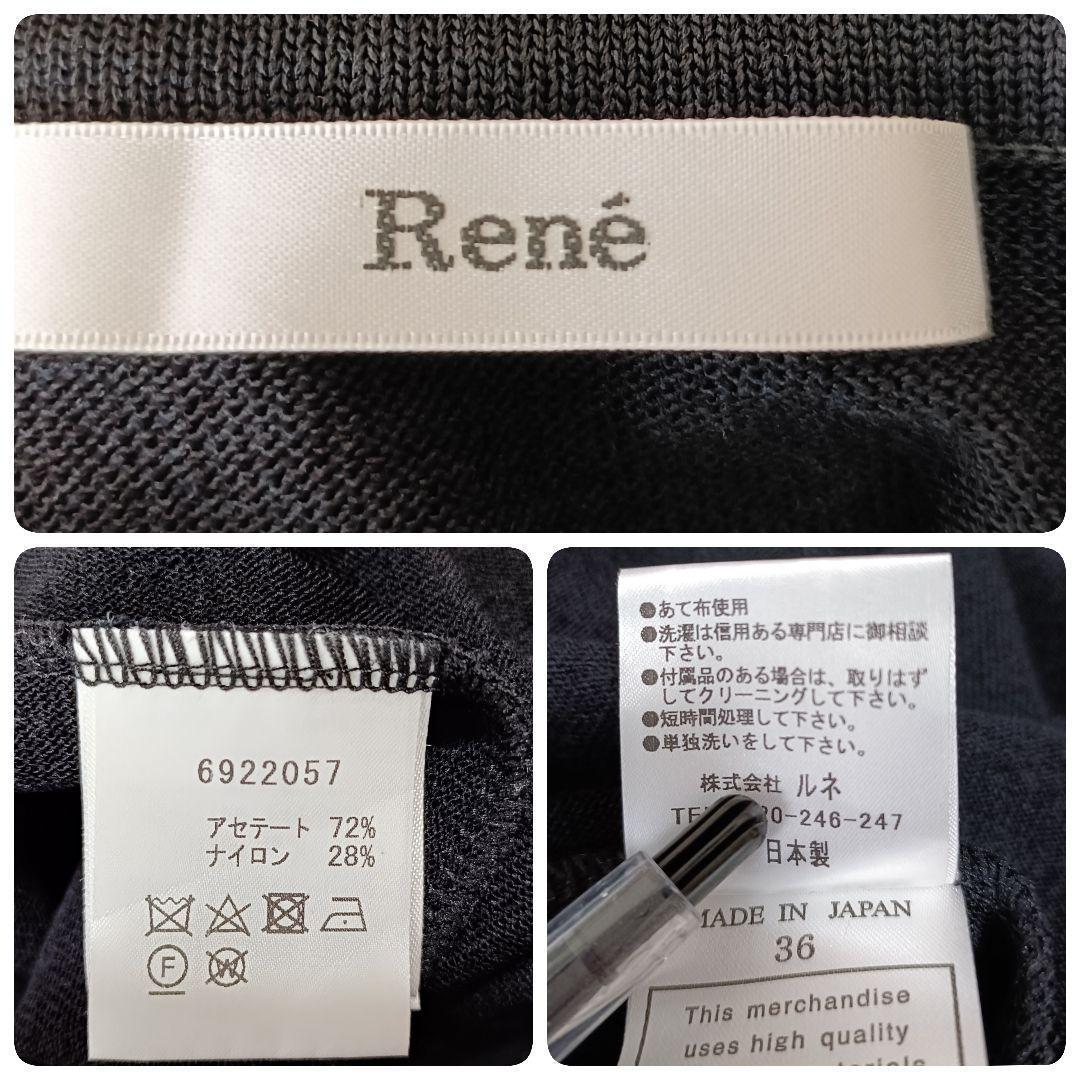 René
6922057
アセテート 72%
ナイロン 28%
F
W
●あて布使用
●洗濯は信用ある専門店に御相談
下さい。
●付属品のある場合は、取りはず
してクリーニングして下さい。
●短時間処理して下さい。
●単独洗いをして下さい。
株式会社 ルネ
-246-247
日本製
MADE IN JAPAN
36
This merchandise
uses high quality